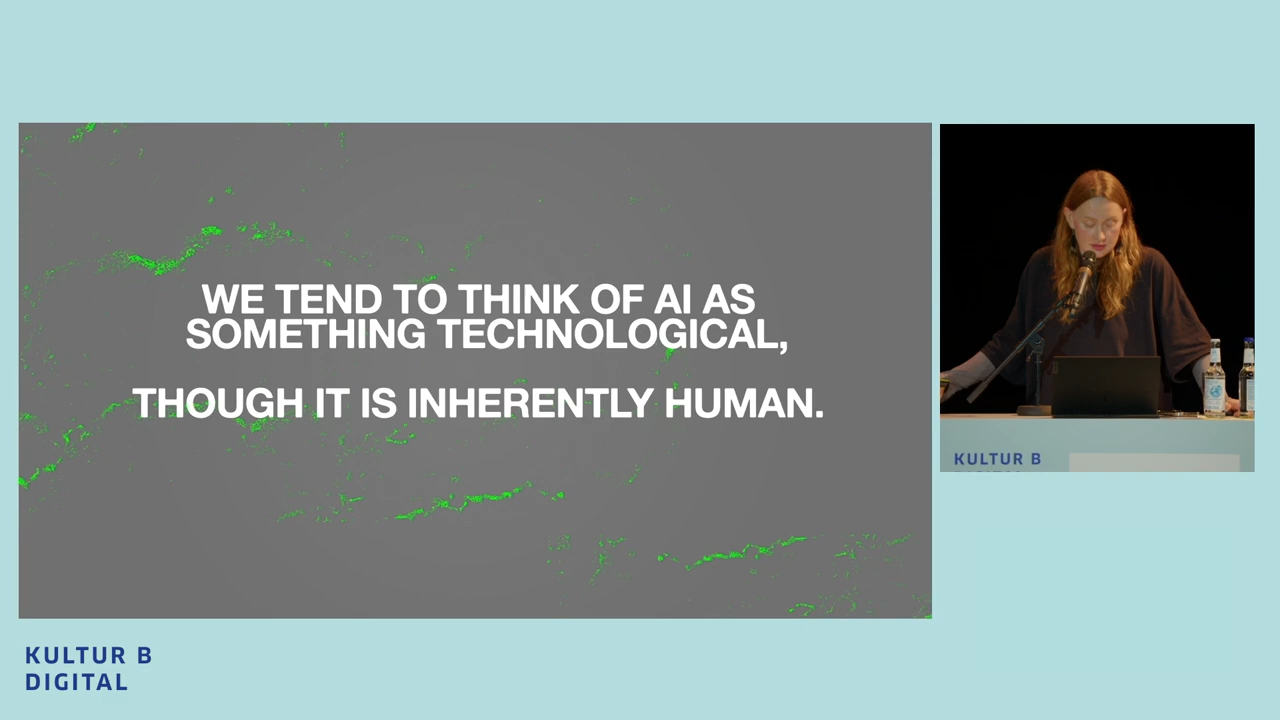 WE TEND TO THINK OF AI AS
SOMETHING TECHNOLOGICAL,
THOUGH IT IS INHERENTLY HUMAN.
KULTUR B
KULTUR B
DIGITAL